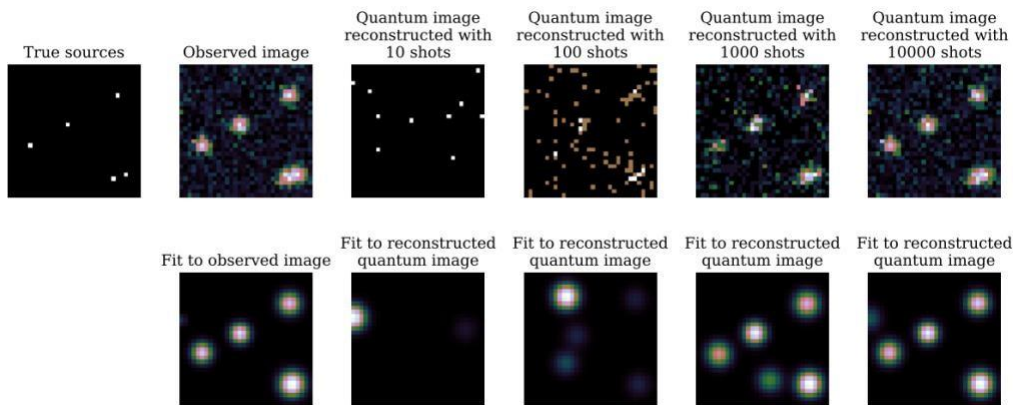 True sources
Observed image
Quantum image
reconstructed with
10 shots
Quantum image
reconstructed with
100 shots
Quantum image
reconstructed with
1000 shots
Quantum image
reconstructed with
10000 shots
Fit to observed image
Fit to reconstructed
quantum image
Fit to reconstructed
quantum image
Fit to reconstructed
quantum image
Fit to reconstructed
quantum image